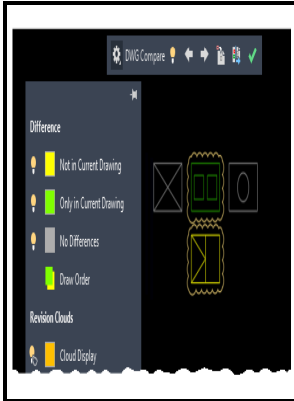 DWG Compare
Difference
Not in Current Drawing
Only in Current Drawing
No Differences
Draw Order
Revision Clouds
Cloud Display